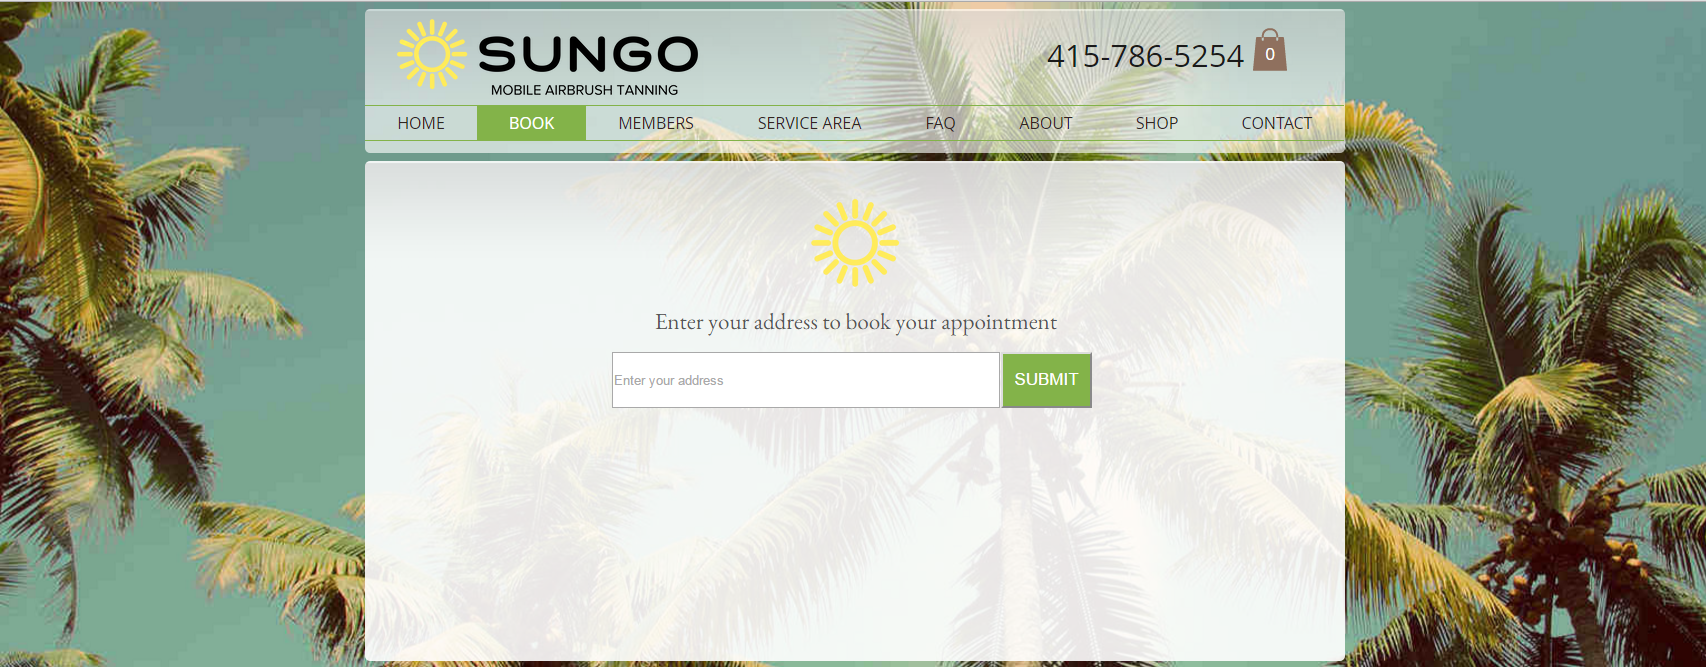 SUNGO
MOBILE AIRBRUSH TANNING
415-786-5254
0
HOME BOOK MEMBERS SERVICE AREA FAQ ABOUT SHOP CONTACT
Enter your address to book your appointment
Enter your address
SUBMIT